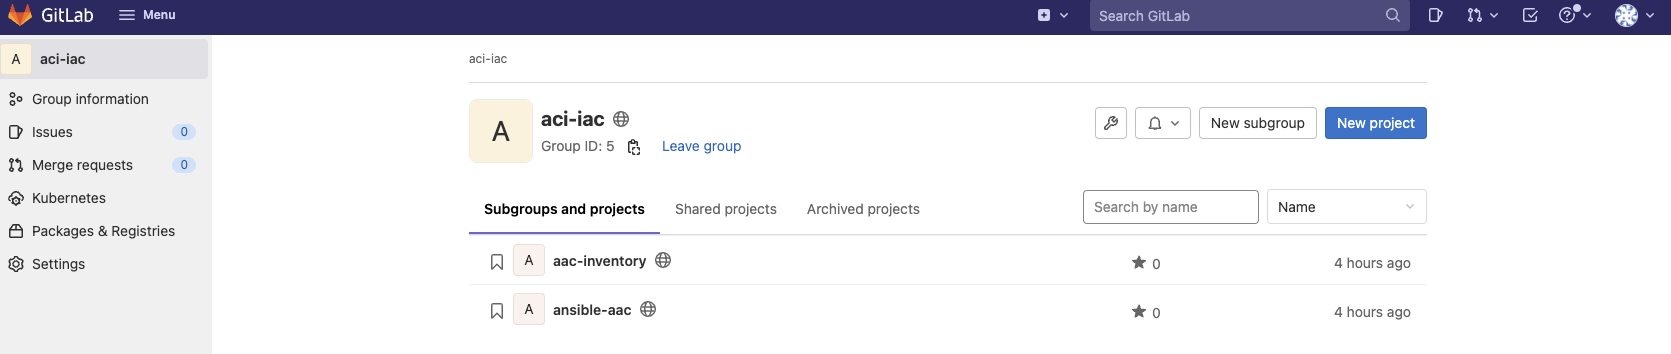 GitLab
Menu
Search GitLab
A
aci-iac
Group information
Issues
0
Merge requests
0
Kubernetes
Packages & Registries
Settings
aci-iac
A
aci-iac
Group ID: 5
Leave group
New subgroup
New project
Subgroups and projects
Shared projects
Archived projects
Search by name
Name
A
aac-inventory
0
4 hours ago
A
ansible-aac
0
4 hours ago